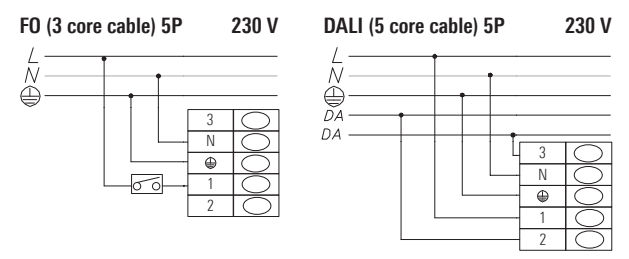 FO (3 core cable) 5P 230 V
L
N
3
N
1
2
DALI (5 core cable) 5P 230 V
L
N
DA
DA
3
N
1
2